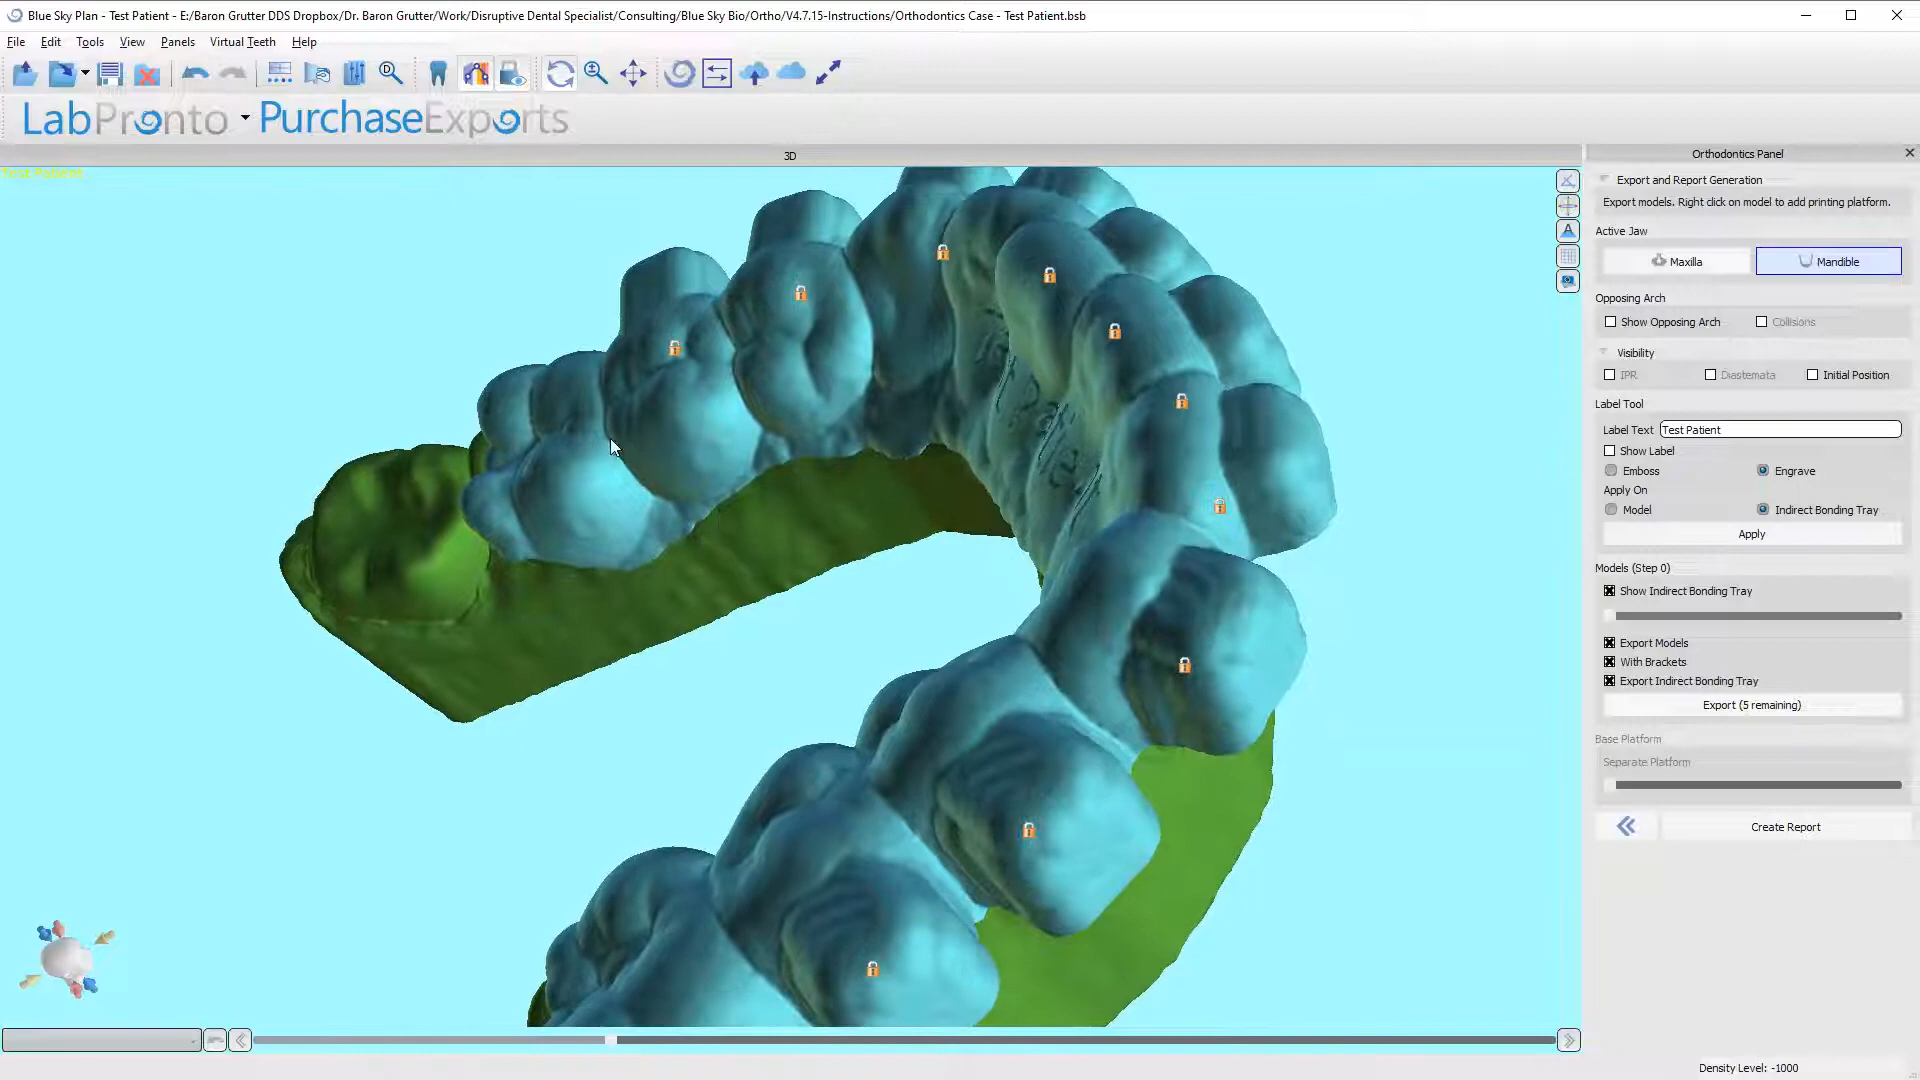 Blue Sky Plan - Test Patient - E:/Baron Grutter DDS Dropbox/Dr. Baron Grutter/Work/Disruptive Dental Specialist/Consulting/Blue Sky Bio/Ortho/V4.7.15-Instructions/Orthodontics Case - Test Patient.bsb
File Edit Tools View Panels Virtual Teeth Help
LabPronto PurchaseExports
3D
Test Patient
Orthodontics Panel
Export and Report Generation
Export models. Right click on model to add printing platform.
Active Jaw
Maxilla Mandible
Opposing Arch
Show Opposing Arch Collisions
Visibility
IPR Diastemata Initial Position
Label Tool
Label Text Test Patient
Show Label
Emboss Engrave
Apply On
Model Indirect Bonding Tray
Apply
Models (Step 0)
Show Indirect Bonding Tray
Export Models
With Brackets
Export Indirect Bonding Tray
Export (5 remaining)
Base Platform
Separate Platform
Create Report
Density Level: -1000